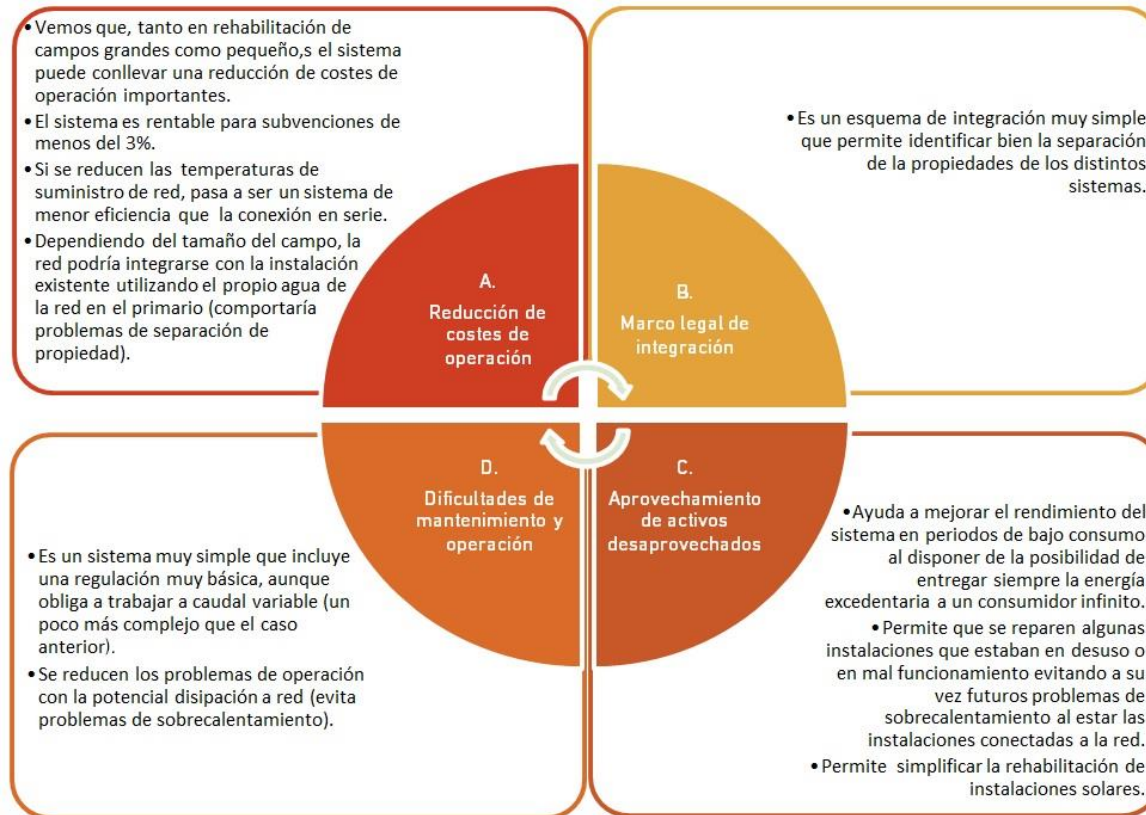 • Vemos que, tanto en rehabilitación de
campos grandes como pequeño,s el sistema
puede conllevar una reducción de costes de
operación importantes.
• El sistema es rentable para subvenciones de
menos del 3%.
• Si se reducen las temperaturas de
suministro de red, pasa a ser un sistema de
menor eficiencia que la conexión en serie.
• Dependiendo del tamaño del campo, la
red podría integrarse con la instalación
existente utilizando el propio agua de
la red en el primario (comportaría
problemas de separación de
propiedad).
A.
Reducción de
costes de
operación
• Es un esquema de integración muy simple
que permite identificar bien la separación
de la propiedades de los distintos
sistemas.
B.
Marco legal de
integración
D.
Dificultades de
mantenimiento y
operación
• Es un sistema muy simple que incluye
una regulación muy básica, aunque
obliga a trabajar a caudal variable (un
poco más complejo que el caso
anterior).
• Se reducen los problemas de operación
con la potencial disipación a red (evita
problemas de sobrecalentamiento).
C.
Aprovechamiento
de activos
desaprovechados
• Ayuda a mejorar el rendimiento del
sistema en periodos de bajo consumo
al disponer de la posibilidad de
entregar siempre la energía
excedentaria a un consumidor infinito.
• Permite que se reparen algunas
instalaciones que estaban en desuso o
en mal funcionamiento evitando a su
vez futuros problemas de
sobrecalentamiento al estar las
instalaciones conectadas a la red.
• Permite simplificar la rehabilitación de
instalaciones solares.